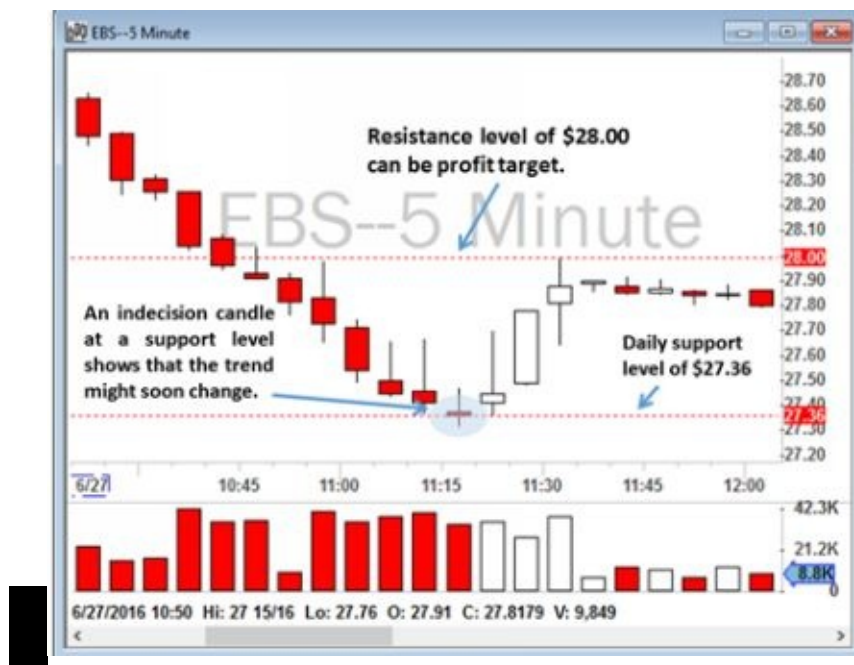 EBS--5 Minute
28.70
28.60
28.50
28.40
28.30
28.20
28.10
28.00
27.90
27.80
27.70
27.60
27.50
27.40
27.36
27.30
27.20
Resistance level of $28.00
can be profit target.
EBS--5 Minute
An indecision candle
at a support level
shows that the trend
might soon change.
Daily support
level of $27.36
6/27 10:45 11:00 11:15 11:30 11:45 12:00
42.3K
21.2K
8.8K
0
6/27/2016 10:50 Hi: 27 15/16 Lo: 27.76 O: 27.91 C: 27.8179 V: 9,849